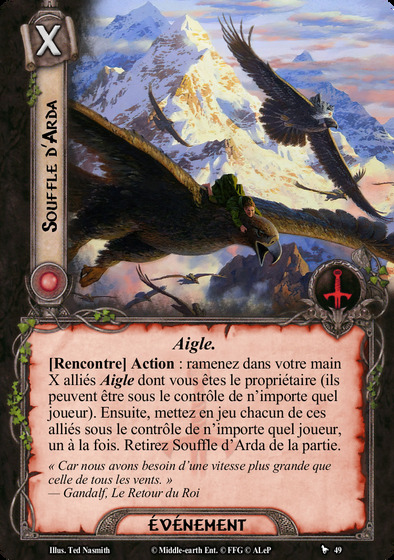 X
SOUFFLE D'ARDA
Aigle.
[Rencontre] Action : ramenez dans votre main
X alliés Aigle dont vous êtes le propriétaire (ils
peuvent être sous le contrôle de n'importe quel
joueur). Ensuite, mettez en jeu chacun de ces
alliés sous le contrôle de n'importe quel joueur,
un à la fois. Retirez Souffle d'Arda de la partie.
« Car nous avons besoin d'une vitesse plus grande que
celle de tous les vents. »
— Gandalf, Le Retour du Roi
ÉVÉNEMENT
Illus. Ted Nasmith © Middle-earth Ent. © FFG © ALeP 49